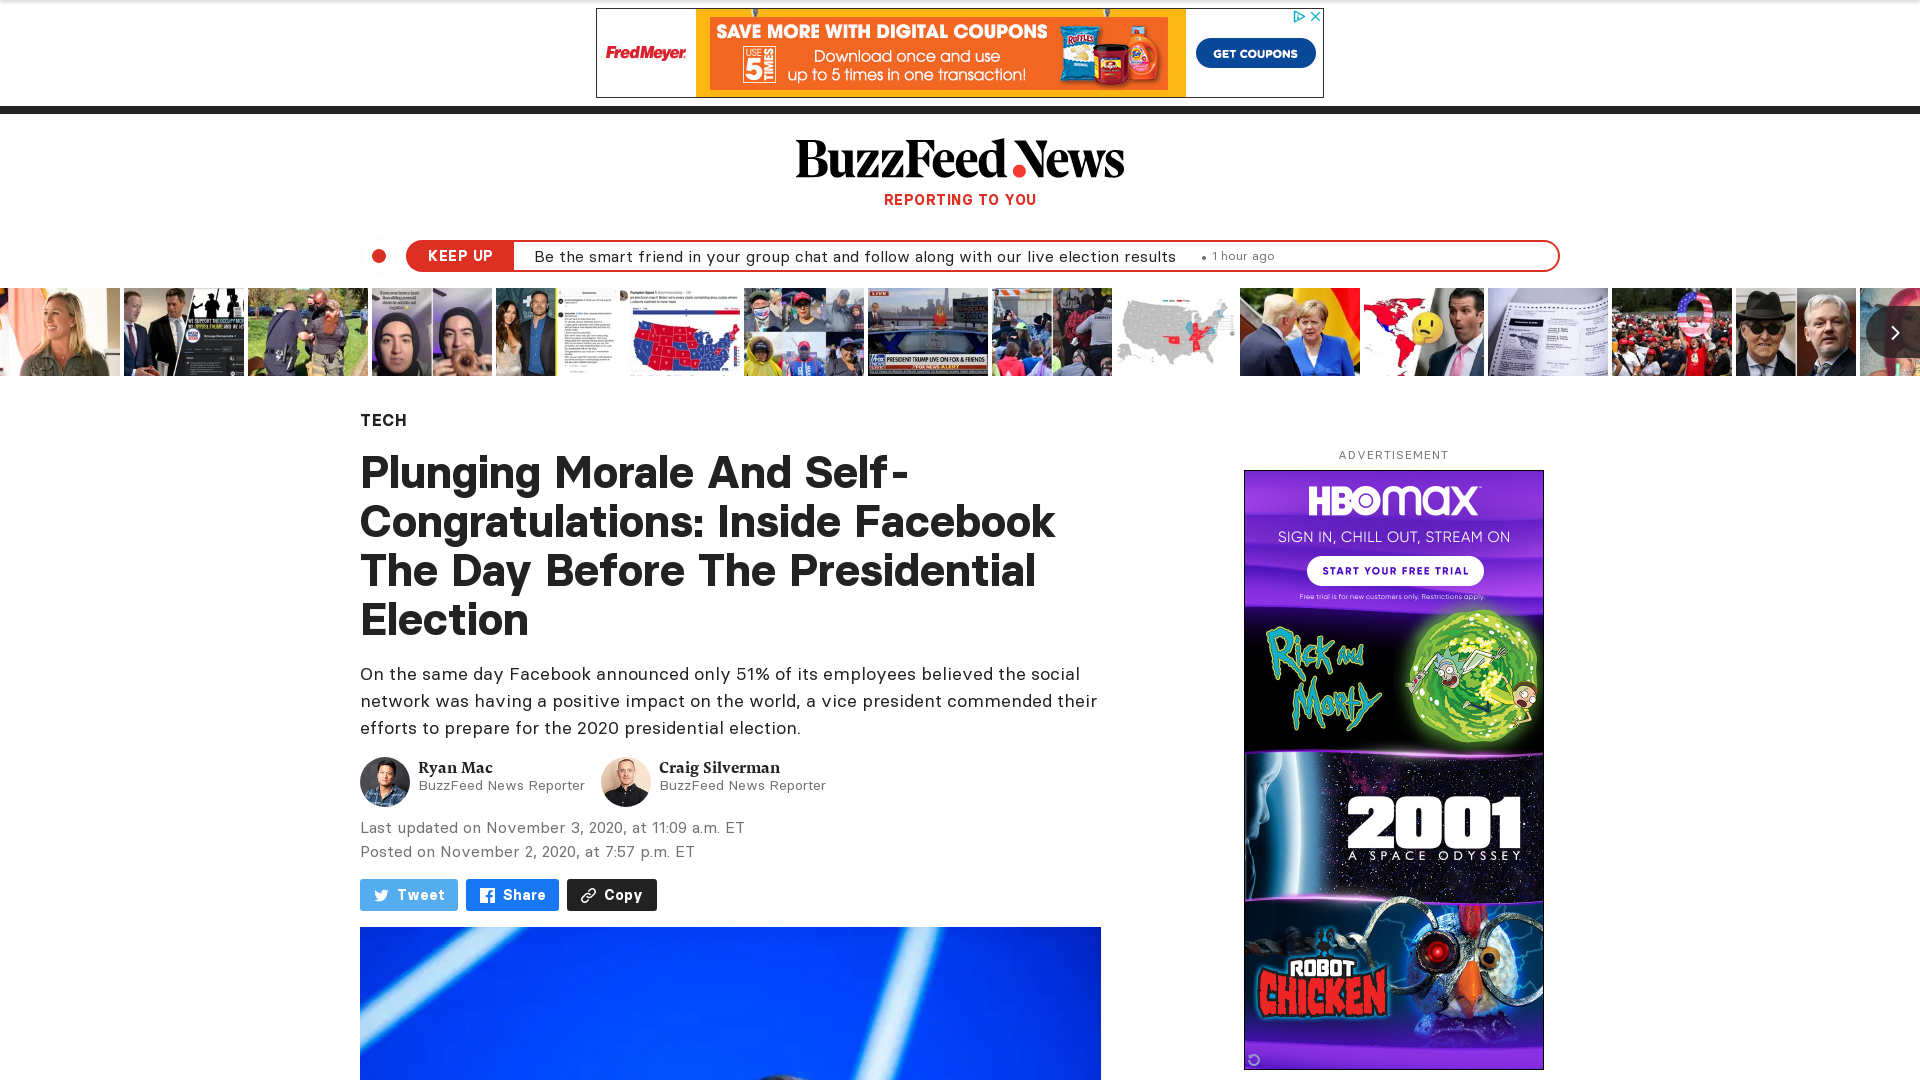 FredMeyer
SAVE MORE WITH DIGITAL COUPONS
USE 5 TIMES
Download once and use
up to 5 times in one transaction!
GET COUPONS
BuzzFeed News
REPORTING TO YOU
KEEP UP
Be the smart friend in your group chat and follow along with our live election results
• 1 hour ago
LIVE
PRESIDENT TRUMP LIVE ON FOX & FRIENDS
TECH
Plunging Morale And Self-
Congratulations: Inside Facebook
The Day Before The Presidential
Election
On the same day Facebook announced only 51% of its employees believed the social
network was having a positive impact on the world, a vice president commended their
efforts to prepare for the 2020 presidential election.
Ryan Mac
BuzzFeed News Reporter
Craig Silverman
BuzzFeed News Reporter
Last updated on November 3, 2020, at 11:09 a.m. ET
Posted on November 2, 2020, at 7:57 p.m. ET
Tweet
Share
Copy
ADVERTISEMENT
HBOMAX
SIGN IN, CHILL OUT, STREAM ON
START YOUR FREE TRIAL
Free trial is for new customers only. Restrictions apply.
RICK AND
MORTY
2001
A SPACE ODYSSEY
ROBOT
CHICKEN